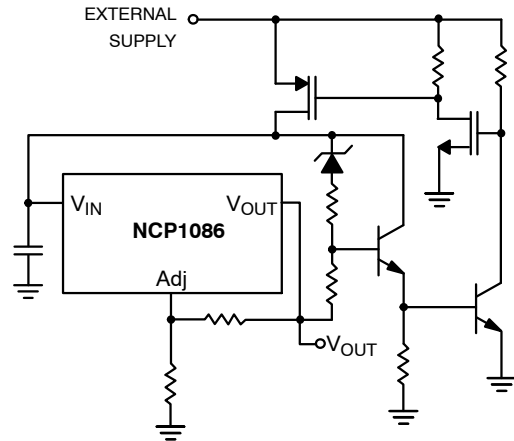 EXTERNAL
SUPPLY
VIN
VOUT
NCP1086
Adj
VOUT